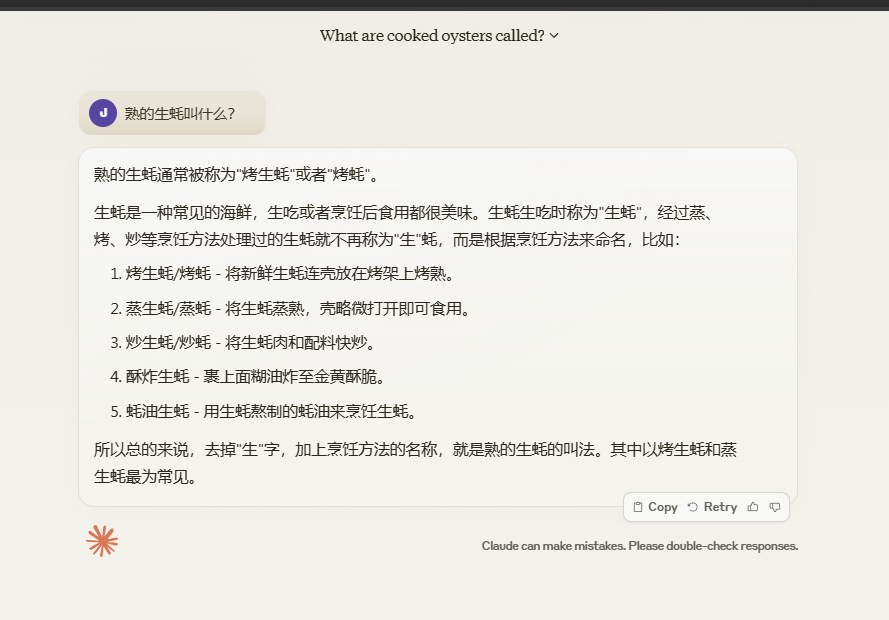 What are cooked oysters called?
J
熟的生蚝叫什么？
熟的生蚝通常被称为"烤生蚝"或者"烤蚝"。
生蚝是一种常见的海鲜，生吃或者烹饪后食用都很美味。生蚝生吃时称为"生蚝"，经过蒸、
烤、炒等烹饪方法处理过的生蚝就不再称为"生"蚝，而是根据烹饪方法来命名，比如：
1. 烤生蚝/烤蚝 - 将新鲜生蚝连壳放在烤架上烤熟。
2. 蒸生蚝/蒸蚝 - 将生蚝蒸熟，壳略微打开即可食用。
3. 炒生蚝/炒蚝 - 将生蚝肉和配料快炒。
4. 酥炸生蚝 - 裹上面糊油炸至金黄酥脆。
5. 蚝油生蚝 - 用生蚝熬制的蚝油来烹饪生蚝。
所以总的来说，去掉"生"字，加上烹饪方法的名称，就是熟的生蚝的叫法。其中以烤生蚝和蒸
生蚝最为常见。
Copy Retry
Claude can make mistakes. Please double-check responses.